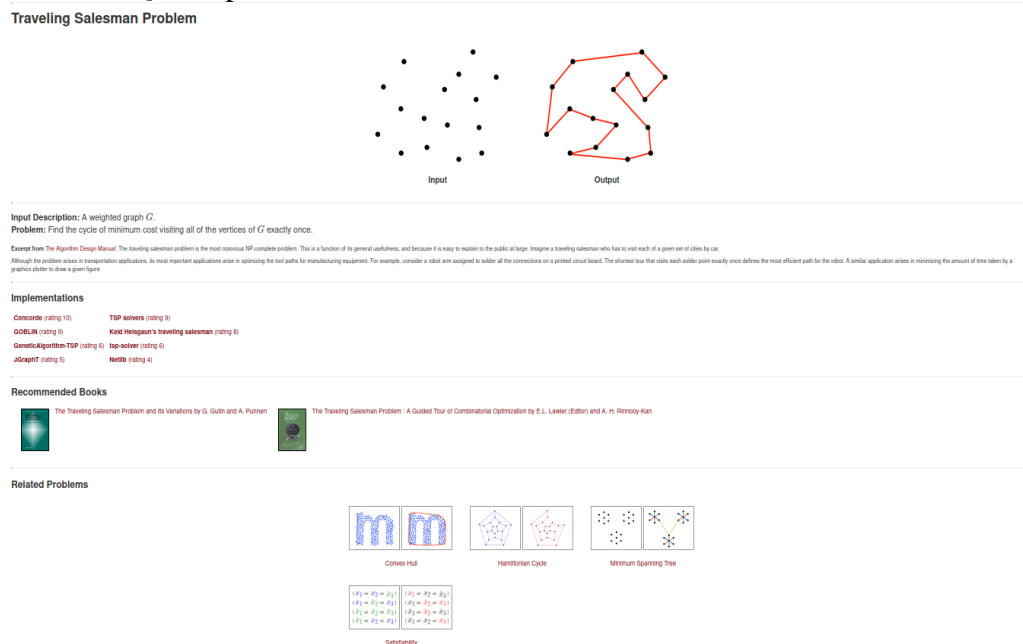 Traveling Salesman Problem
Input
Output
Input Description: A weighted graph G.
Problem: Find the cycle of minimum cost visiting all of the vertices of G exactly once.
Excerpt from The Algorithm Design Manual: The traveling salesman problem is the most notorious NP-complete problem. This is a function of its general usefulness, and because it is easy to explain to the public at large. Imagine a traveling salesman who has to visit each of a given set of cities by car.
Although the problem arises in transportation applications, its most important applications arise in optimizing the tool paths for manufacturing equipment. For example, consider a robot arm assigned to solder all the connections on a printed circuit board. The shortest tour that visits each solder point exactly once defines the most efficient path for the robot. A similar application arises in minimizing the amount of time taken by a
graphics plotter to draw a given figure.
Implementations
Concorde (rating 10) TSP solvers (rating 9)
GOBLIN (rating 9) Keld Helsgaun's traveling salesman (rating 8)
GeneticAlgorithm-TSP (rating 6) tsp-solver (rating 6)
JGraphT (rating 5) Netlib (rating 4)
Recommended Books
The Traveling Salesman Problem and Its Variations by G. Gutin and A. Punnen
The Traveling Salesman Problem : A Guided Tour of Combinatorial Optimization by E.L. Lawler (Editor) and A. H. Rinnooy-Kan
Related Problems
Convex Hull
Hamiltonian Cycle
Minimum Spanning Tree
Satisfiability